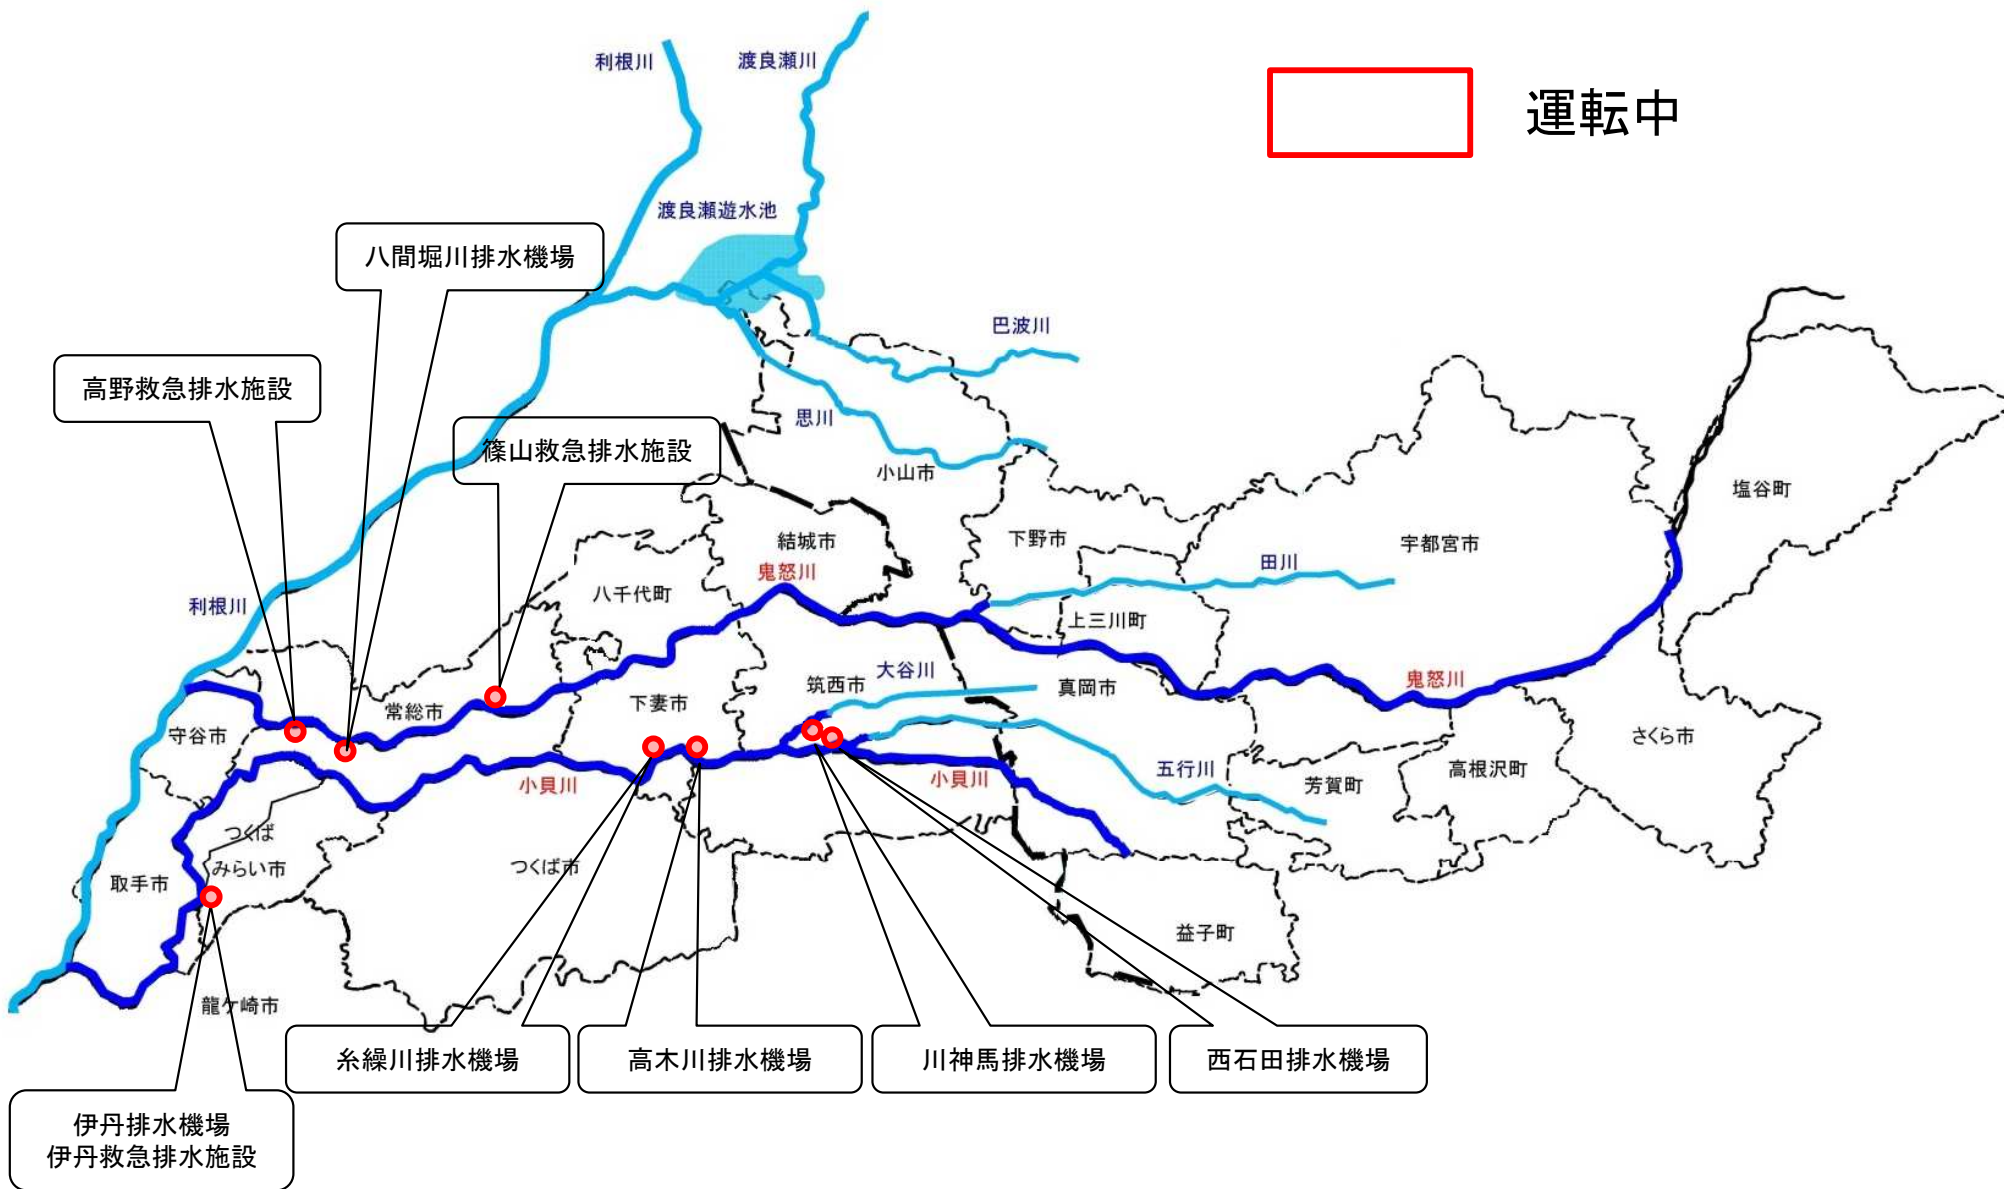 利根川
渡良瀬川
運転中
渡良瀬遊水池
八間堀川排水機場
巴波川
高野救急排水施設
思川
篠山救急排水施設
小山市
塩谷町
結城市
下野市
宇都宮市
鬼怒川
田川
八千代町
利根川
上三川町
大谷川
筑西市
真岡市
鬼怒川
下妻市
常総市
守谷市
さくら市
五行川
高根沢町
小貝川
小貝川
芳賀町
つくば
みらい市
つくば市
取手市
益子町
龍ケ崎市
糸繰川排水機場
高木川排水機場
川神馬排水機場
西石田排水機場
伊丹排水機場
伊丹救急排水施設